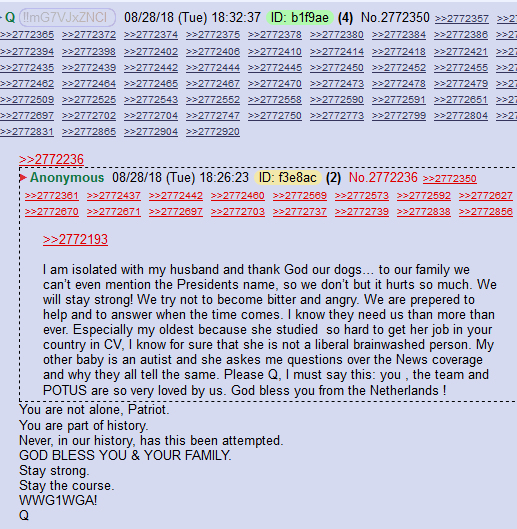 Q !!mG7VJxZNCI 08/28/18 (Tue) 18:32:37 ID: b1f9ae (4) No.2772350 >>2772357
>>2772365 >>2772372 >>2772374 >>2772375 >>2772376 >>2772380 >>2772384 >>2772386
>>2772394 >>2772398 >>2772402 >>2772406 >>2772410 >>2772414 >>2772418 >>2772421
>>2772435 >>2772439 >>2772442 >>2772444 >>2772445 >>2772450 >>2772452 >>2772455
>>2772462 >>2772464 >>2772465 >>2772467 >>2772470 >>2772473 >>2772478 >>2772479
>>2772509 >>2772525 >>2772543 >>2772552 >>2772558 >>2772590 >>2772591 >>2772651
>>2772697 >>2772702 >>2772704 >>2772747 >>2772750 >>2772773 >>2772799 >>2772804
>>2772831 >>2772865 >>2772904 >>2772920
>>2772236
Anonymous 08/28/18 (Tue) 18:26:23 ID: f3e8ac (2) No.2772236 >>2772350
>>2772361 >>2772437 >>2772442 >>2772460 >>2772569 >>2772573 >>2772592 >>2772627
>>2772670 >>2772671 >>2772697 >>2772703 >>2772737 >>2772739 >>2772838 >>2772856
>>2772193
I am isolated with my husband and thank God our dogs... to our family we
can't even mention the Presidents name, so we don't but it hurts so much. We
will stay strong! We try not to become bitter and angry. We are prepered to
help and to answer when the time comes. I know they need us than more than
ever. Especially my oldest because she studied so hard to get her job in your
country in CV, I know for sure that she is not a liberal brainwashed person. My
other baby is an autist and she askes me questions over the News coverage
and why they all tell the same. Please Q, I must say this: you , the team and
POTUS are so very loved by us. God bless you from the Netherlands !
You are not alone, Patriot.
You are part of history.
Never, in our history, has this been attempted.
GOD BLESS YOU & YOUR FAMILY.
Stay strong.
Stay the course.
WWG1WGA!
Q